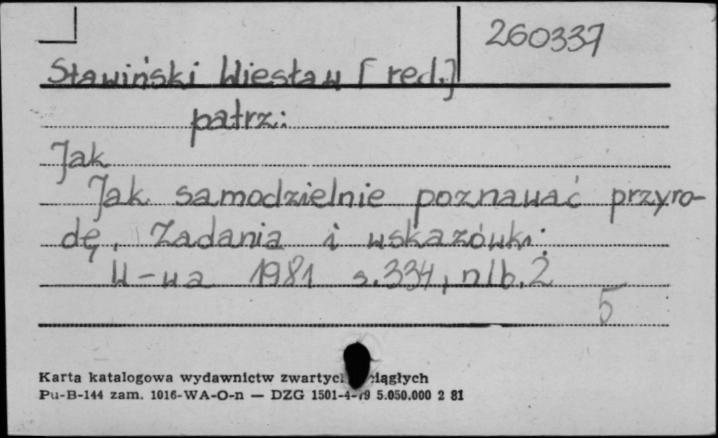 260337
Stawiński Wiesław [red.]
patrz:
Jak
Jak samodzielnie poznawać przyro-
dę. Zadania i wskazówki.
W-wa 1981 s.334, nlb.2
5
Karta katalogowa wydawnictw ciągłych
Pu-B-144 zam. 1016-WA-O-n — DZG 1501-4-79 5.050.000 2 81